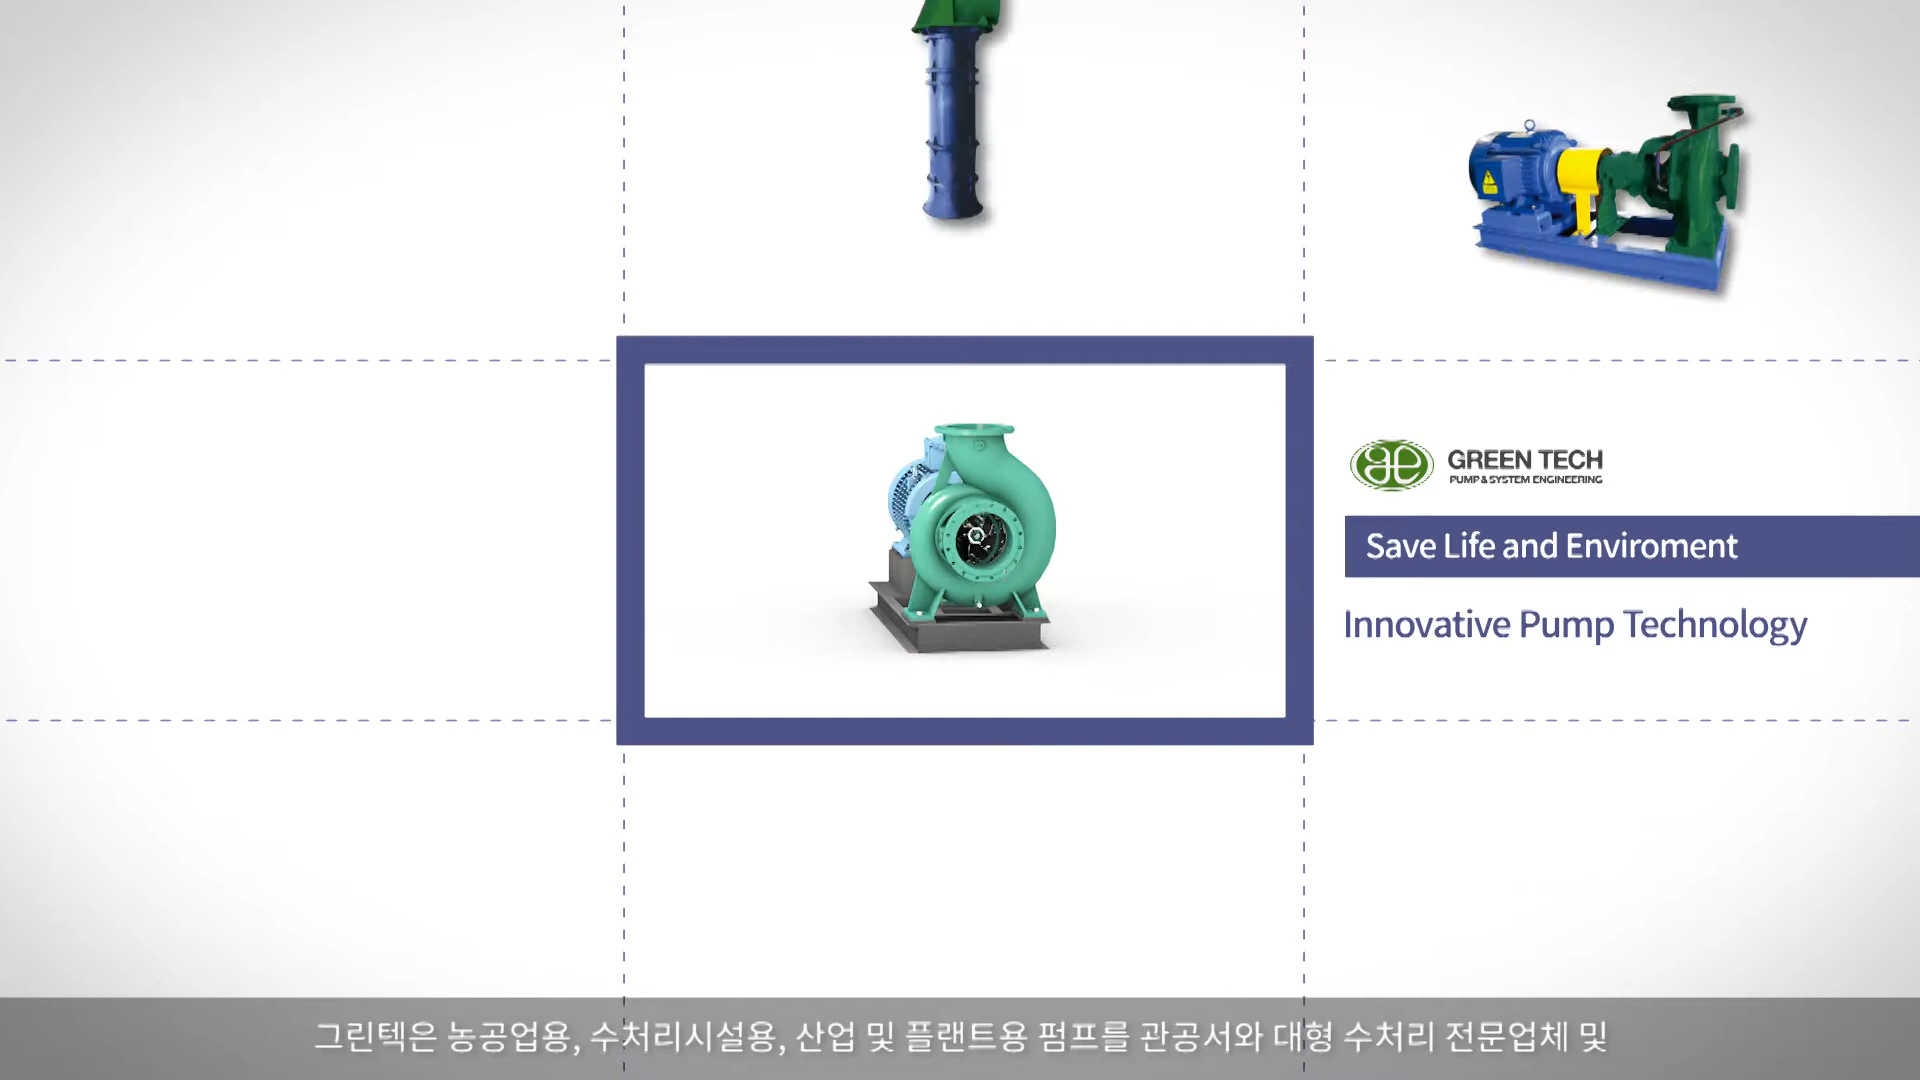 GREEN TECH
PUMP & SYSTEM ENGINEERING
Save Life and Enviroment
Innovative Pump Technology
그린텍은 농공업용, 수처리시설용, 산업 및 플랜트용 펌프를 관공서와 대형 수처리 전문업체 및